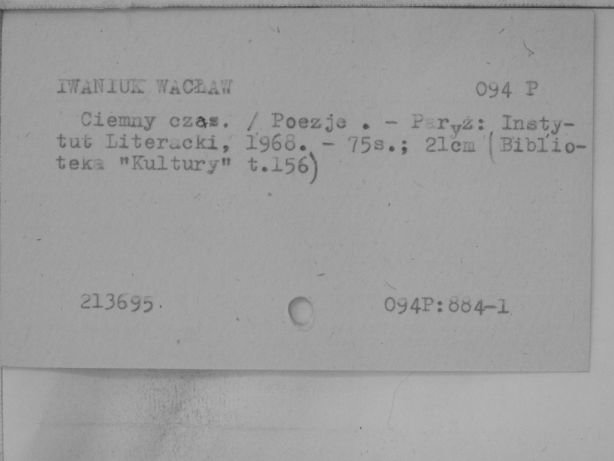 IWANIUK WACŁAW 094 P
Ciemny czas. / Poezje . - Paryż: Insty-
tut Literacki, 1968. - 75s.; 21cm (Biblio-
teka "Kultury" t.156)
213695. 094P:884-1